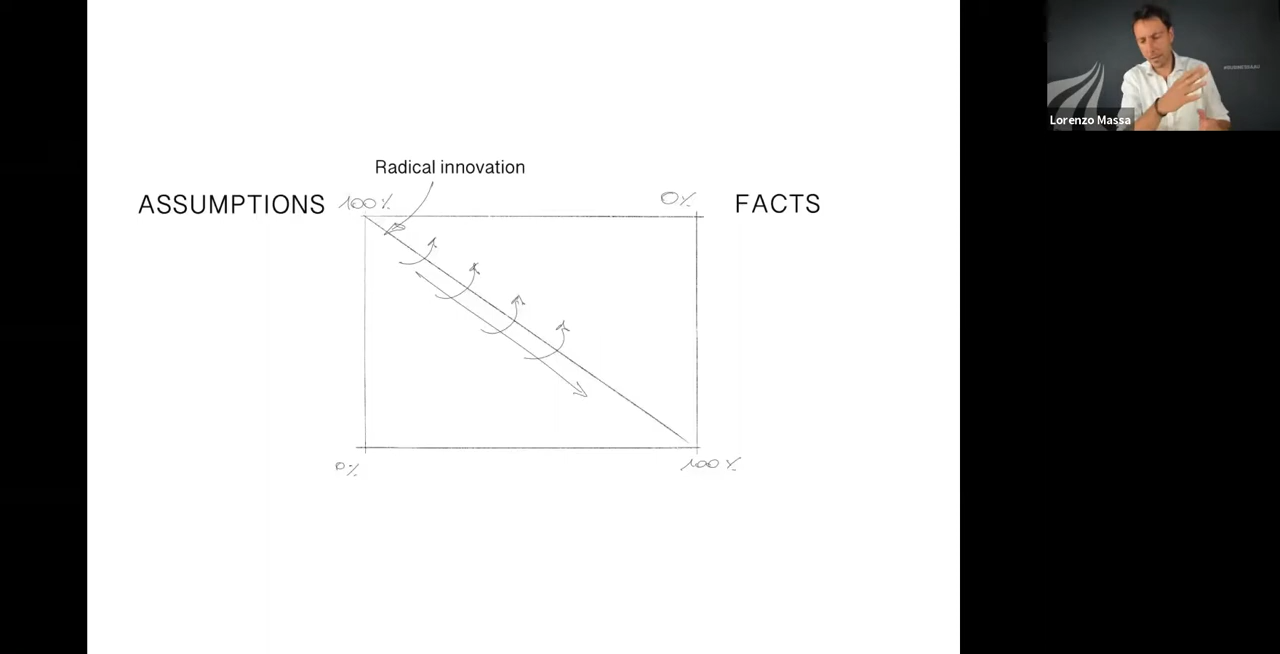 Radical innovation
ASSUMPTIONS 100% 0% FACTS
0% 100%
Lorenzo Massa